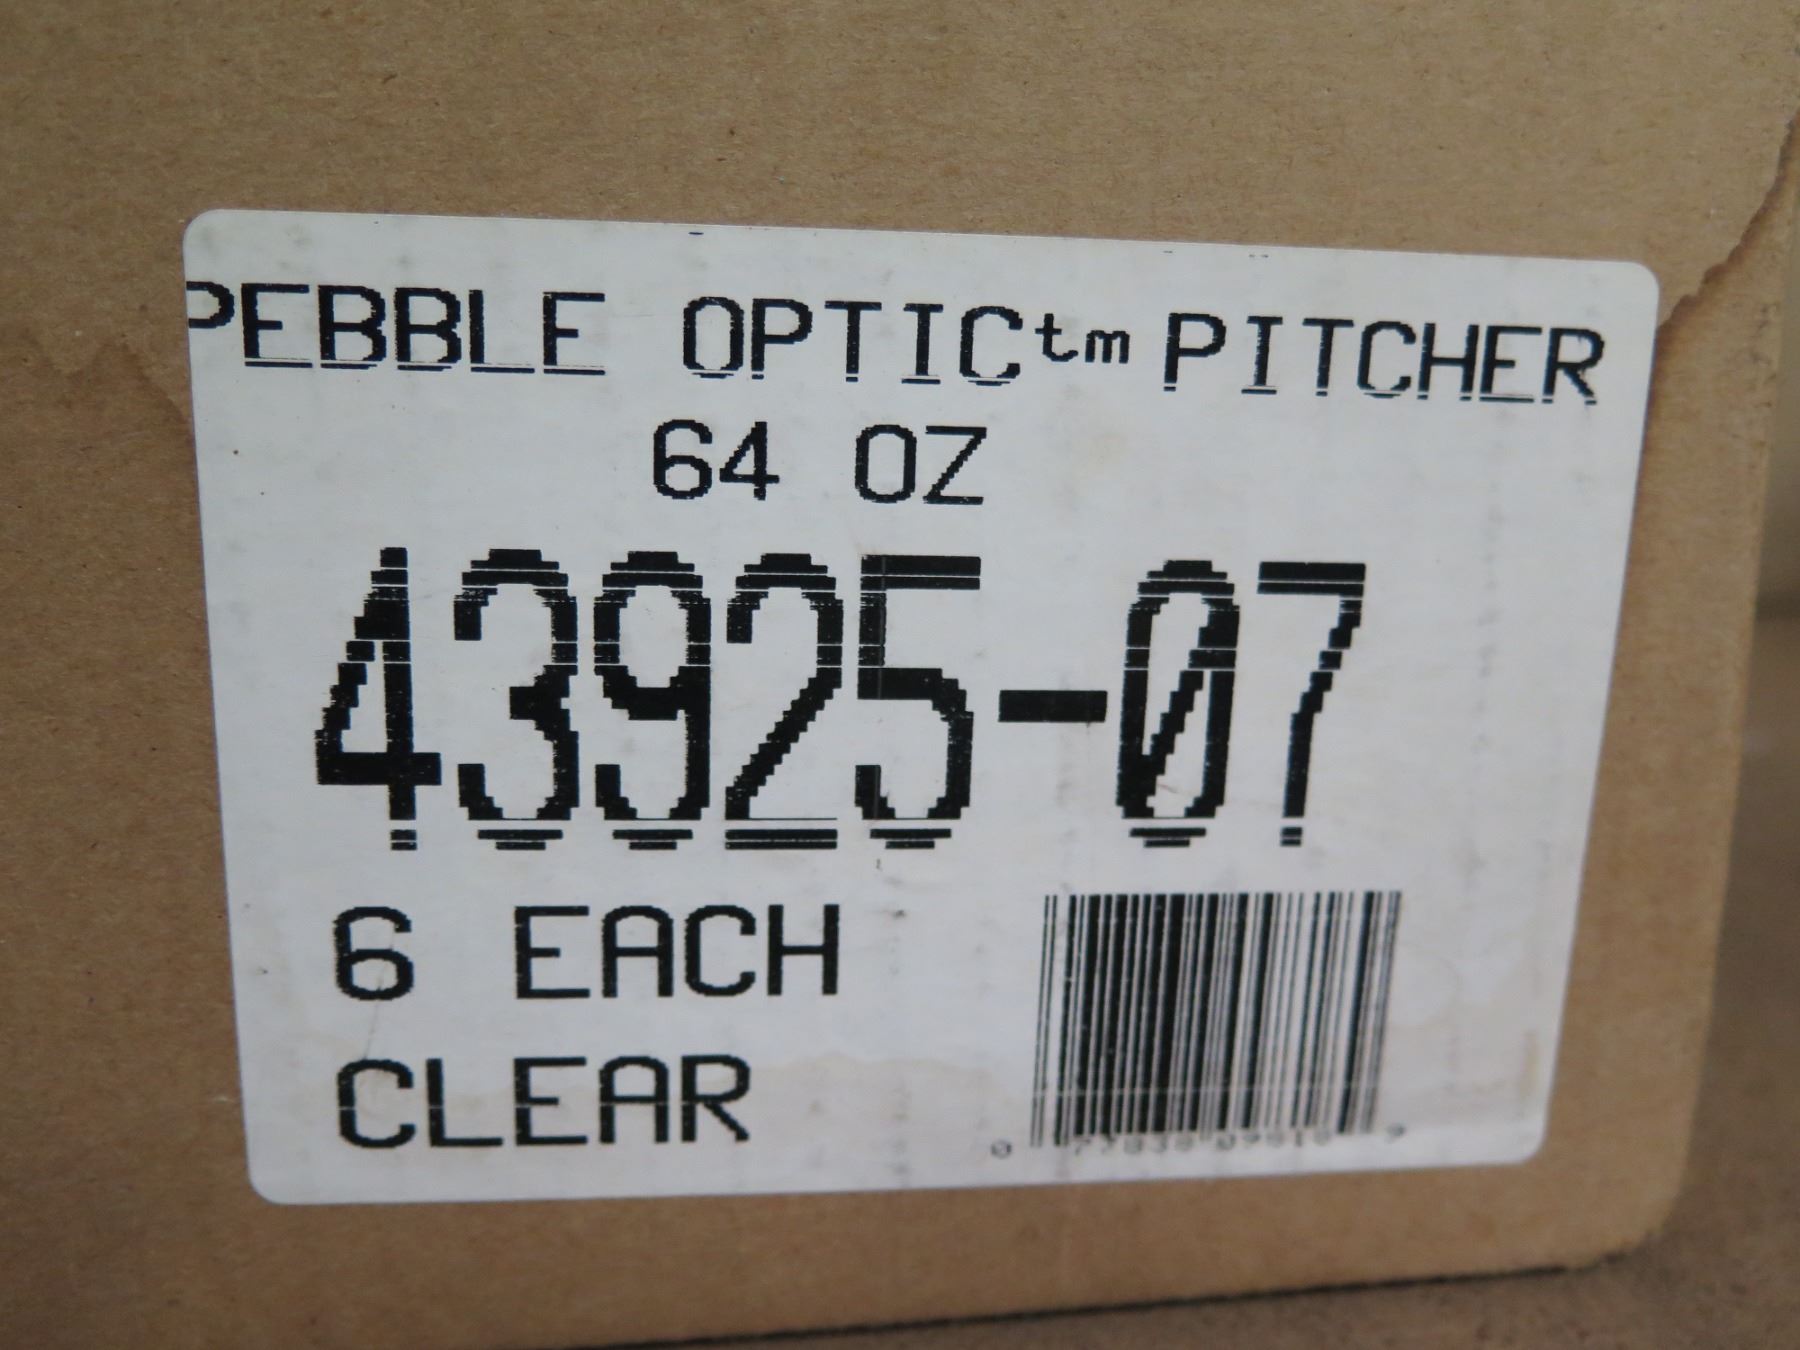 PEBBLE OPTIC™ PITCHER
64 OZ
43925-07
6 EACH
CLEAR